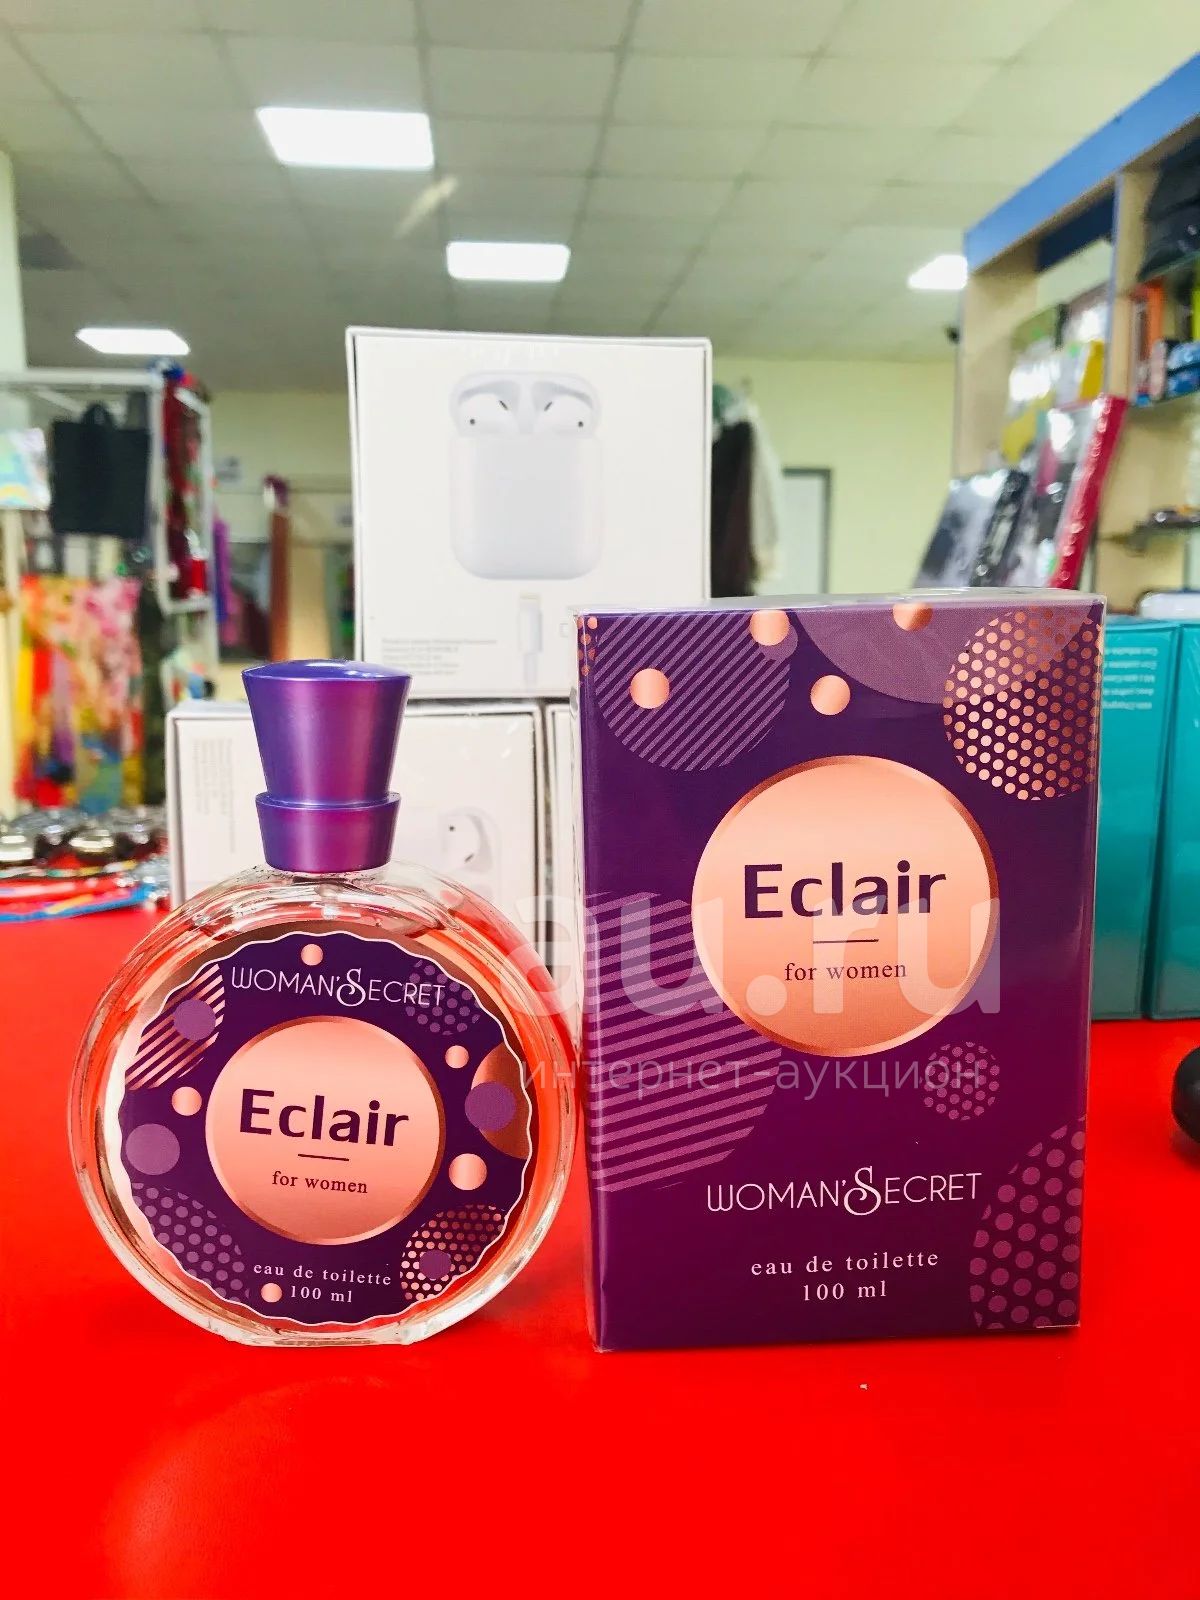 WOMAN'SECRET
Eclair
for women
eau de toilette
100 ml
Eclair
for women
WOMAN'SECRET
eau de toilette
100 ml
au.ru
интернет-аукцион